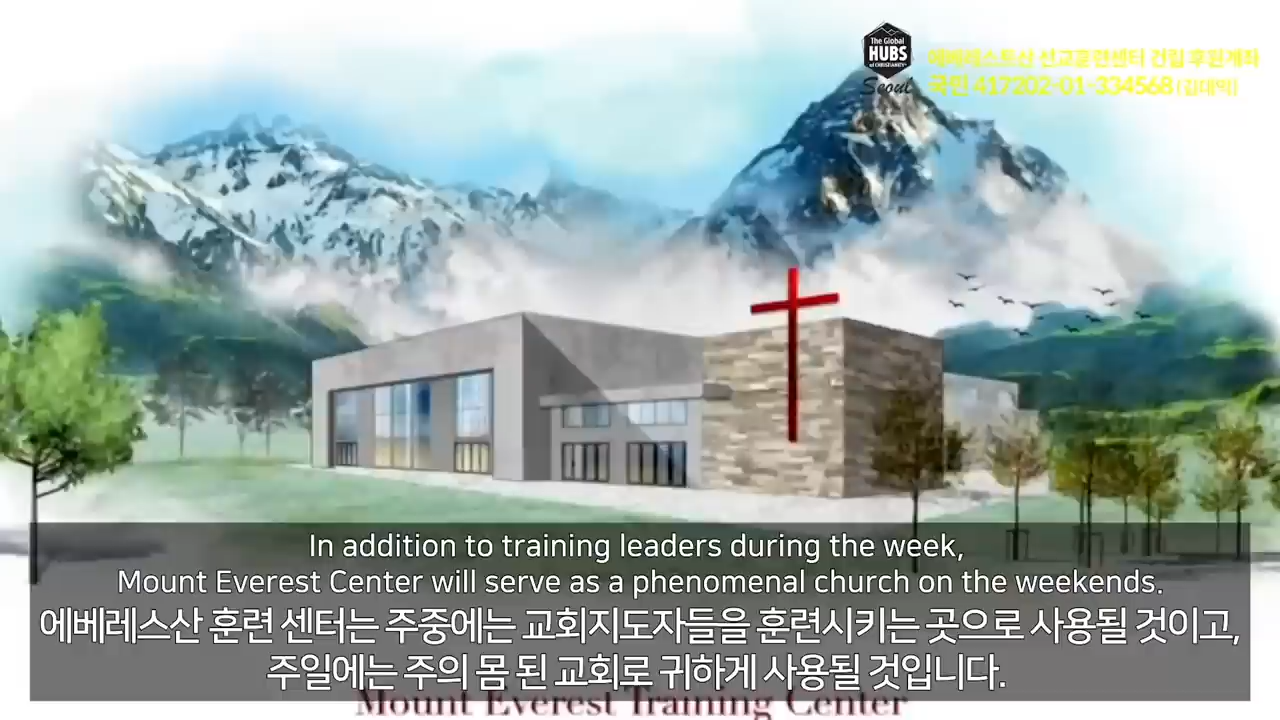 The Global
HUBS
of CHRISTIANITY
Seoul
에베레스트산 선교훈련센터 건립 후원계좌
국민 417202-01-334568 (김대익)
In addition to training leaders during the week,
Mount Everest Center will serve as a phenomenal church on the weekends.
에베레스산 훈련 센터는 주중에는 교회지도자들을 훈련시키는 곳으로 사용될 것이고,
주일에는 주의 몸 된 교회로 귀하게 사용될 것입니다.
Mount Everest Training Center